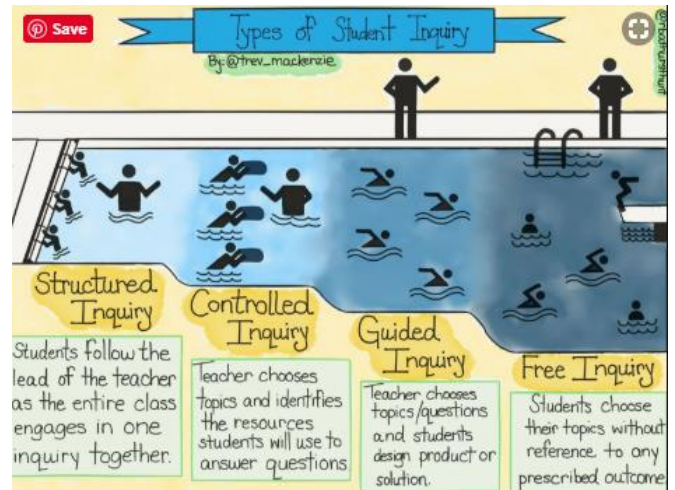 Save
Types of Student Inquiry
By: @trev_mackenzie
@rbathursthunt
Structured
Inquiry
Students follow the
lead of the teacher
as the entire class
engages in one
inquiry together.
Controlled
Inquiry
Teacher chooses
topics and identifies
the resources
students will use to
answer questions
Guided
Inquiry
Teacher chooses
topics/questions
and students
design product or
solution.
Free Inquiry
Students choose
their topics without
reference to any
prescribed outcome